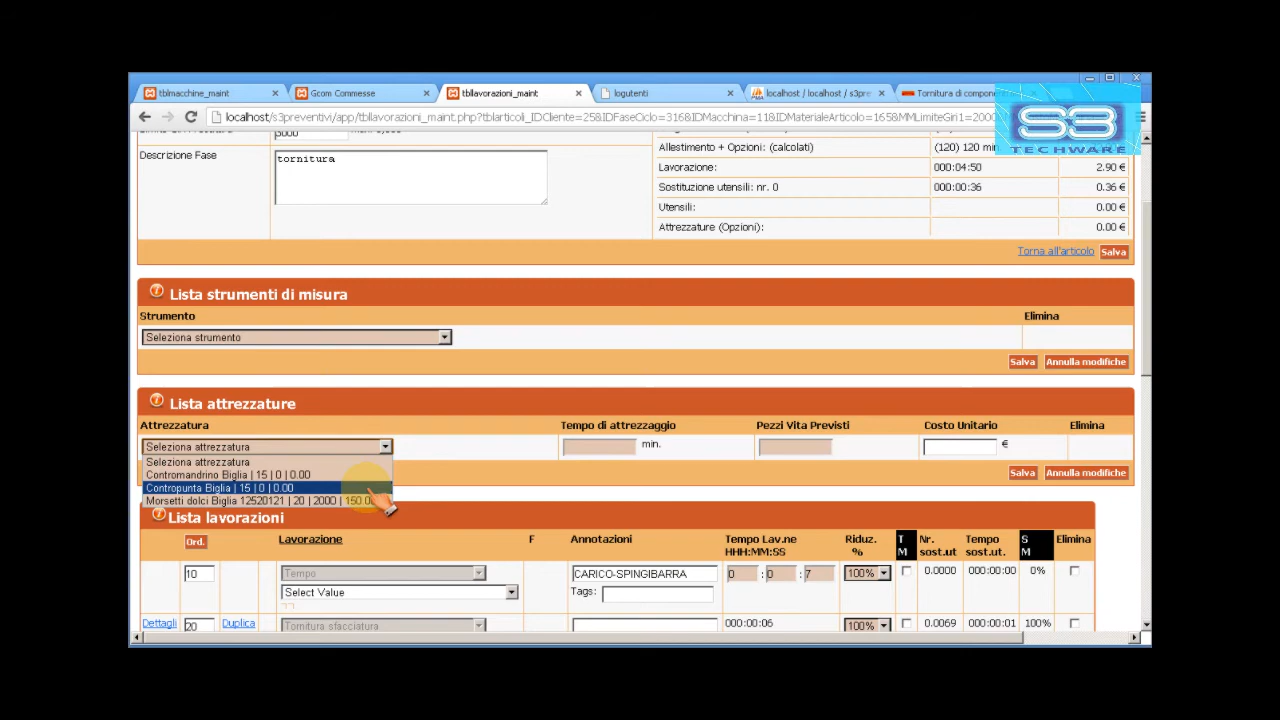 tblmacchine_maint
Gcom Commesse
tbllavorazioni_maint
logutenti
localhost / localhost / s3pre
Tornitura di compone
localhost/s3preventivi/app/tbllavorazioni_maint.php?tblarticoli_IDCliente=25&IDFaseCiclo=316&IDMacchina=11&IDMaterialeArticolo=165&MMLimiteGiri1=2000
S3
TECHWARE
Descrizione Fase
tornitura
Allestimento + Opzioni: (calcolati)
(120) 120 min
Lavorazione:
000:04:50
2.90 €
Sostituzione utensili: nr. 0
000:00:36
0.36 €
Utensili:
0.00 €
Attrezzature (Opzioni):
0.00 €
Torna all'articolo
Salva
Lista strumenti di misura
Strumento
Elimina
Seleziona strumento
Salva
Annulla modifiche
Lista attrezzature
Attrezzatura
Tempo di attrezzaggio
Pezzi Vita Previsti
Costo Unitario
Elimina
Seleziona attrezzatura
min.
€
Seleziona attrezzatura
Contromandrino Biglia | 15 | 0 | 0.00
Contropunta Biglia | 15 | 0 | 0.00
Morsetti dolci Biglia 12520121 | 20 | 2000 | 150.0
Salva
Annulla modifiche
Lista lavorazioni
Ord.
Lavorazione
F
Annotazioni
Tempo Lav.ne
HHH:MM:SS
Riduz.
%
T
M
Nr.
sost.ut
Tempo
sost.ut.
S
M
Elimina
10
Tempo
CARICO-SPINGIBARRA
0
:
0
:
7
100%
0.0000
000:00:00
0%
Select Value
Tags:
Dettagli
20
Duplica
Tornitura sfacciatura
000:00:06
100%
0.0069
000:00:01
100%